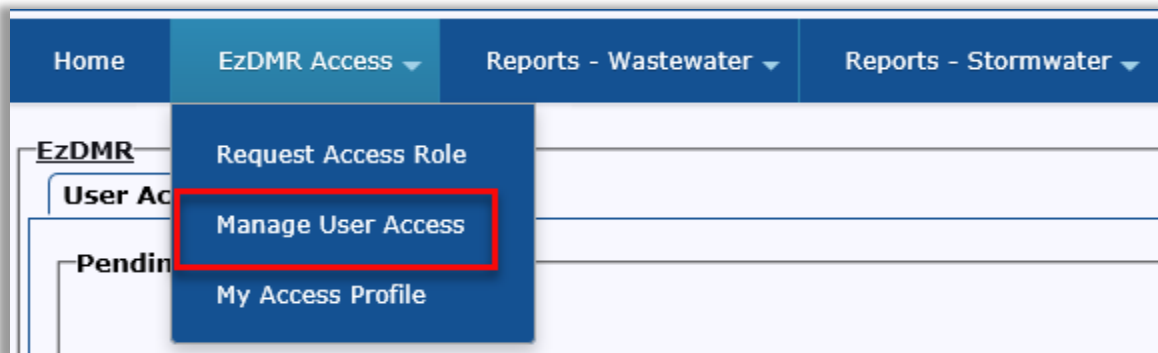 Home EzDMR Access Reports - Wastewater Reports - Stormwater
EzDMR
Request Access Role
User Ac
Manage User Access
Pendin
My Access Profile